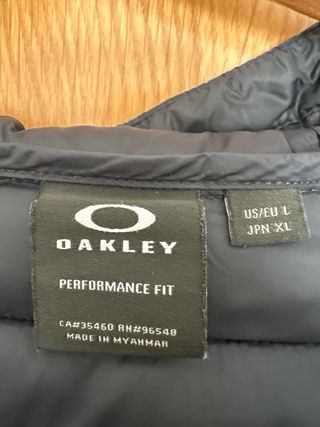 OAKLEY
PERFORMANCE FIT
CA#35460 RN#96548
MADE IN MYANMAR
US/EU L
JPN XL